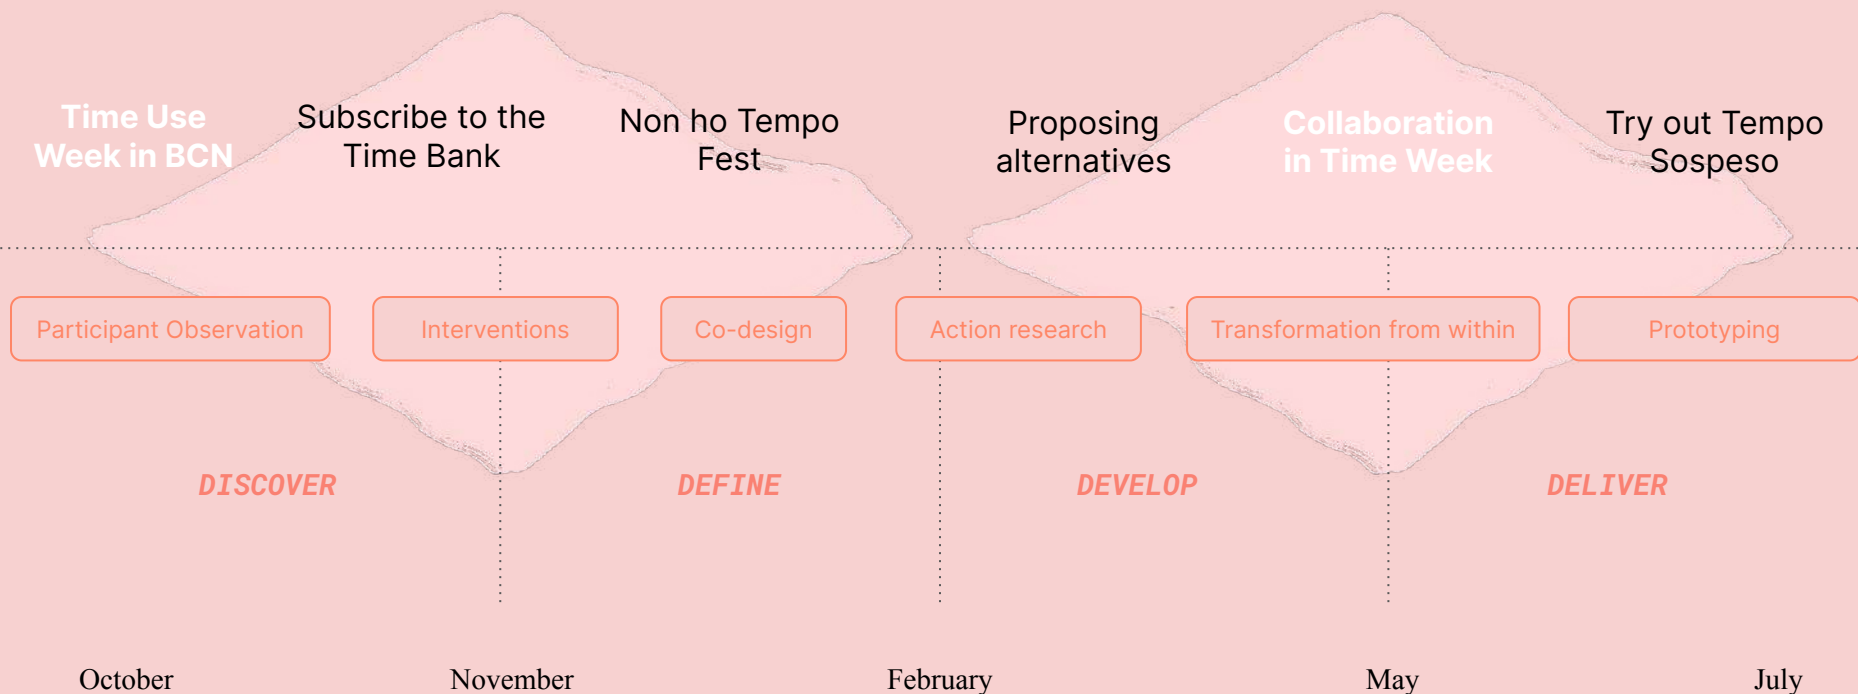 Time Use
Week in BCN
Subscribe to the
Time Bank
Non ho Tempo
Fest
Proposing
alternatives
Collaboration
in Time Week
Try out Tempo
Sospeso
Participant Observation
Interventions
Co-design
Action research
Transformation from within
Prototyping
DISCOVER
DEFINE
DEVELOP
DELIVER
October
November
February
May
July